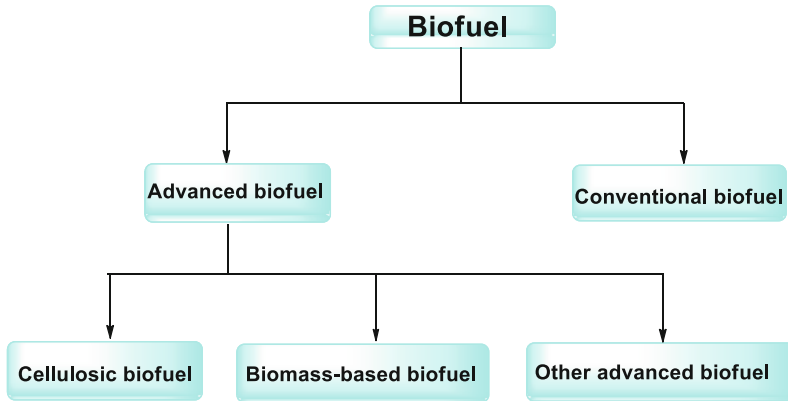 Biofuel
Advanced biofuel
Conventional biofuel
Cellulosic biofuel
Biomass-based biofuel
Other advanced biofuel